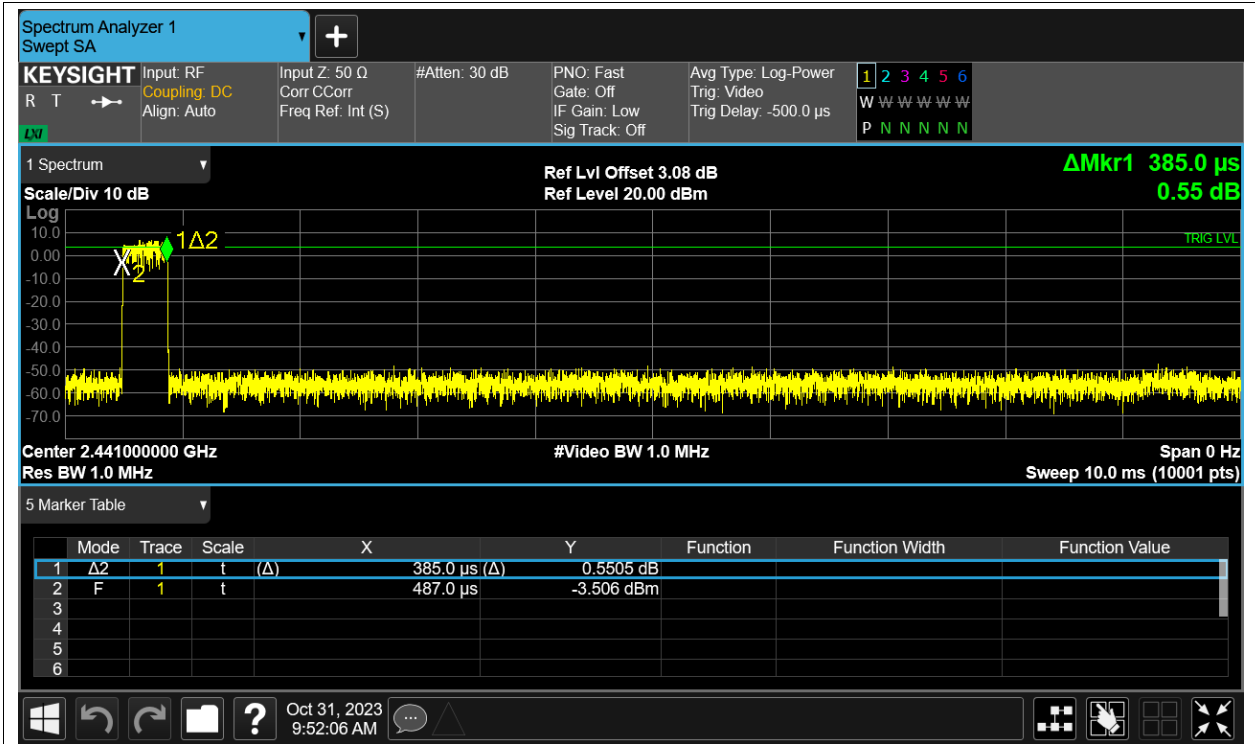 Spectrum Analyzer 1
Swept SA
+
KEYSIGHT Input: RF Input Z: 50 Ω #Atten: 30 dB PNO: Fast Avg Type: Log-Power 1 2 3 4 5 6
R T Coupling: DC Corr CCorr Gate: Off Trig: Video W W W W W W
Align: Auto Freq Ref: Int (S) IF Gain: Low Trig Delay: -500.0 µs
LXI Sig Track: Off P N N N N N
1 Spectrum Ref Lvl Offset 3.08 dB ΔMkr1 385.0 µs
Scale/Div 10 dB Ref Level 20.00 dBm 0.55 dB
Log
10.0 1Δ2 TRIG LVL
0.00 X2
-10.0
-20.0
-30.0
-40.0
-50.0
-60.0
-70.0
Center 2.441000000 GHz #Video BW 1.0 MHz Span 0 Hz
Res BW 1.0 MHz Sweep 10.0 ms (10001 pts)
5 Marker Table
Mode Trace Scale X Y Function Function Width Function Value
1 Δ2 1 t (Δ) 385.0 µs (Δ) 0.5505 dB
2 F 1 t 487.0 µs -3.506 dBm
3
4
5
6
? Oct 31, 2023
9:52:06 AM